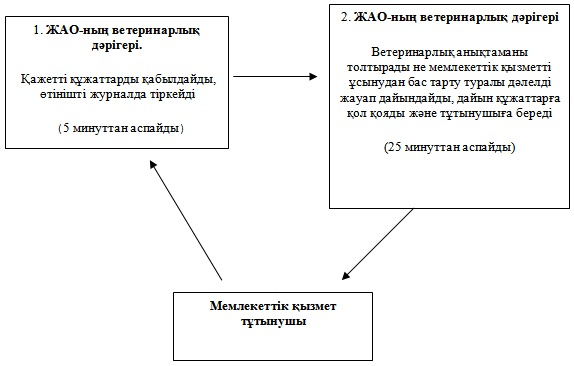 1. ЖАО-ның ветеринарлық
дәрігері.
Қажетті құжаттарды қабылдайды,
өтінішті журналда тіркейді
(5 минуттан аспайды)
2. ЖАО-ның ветеринарлық дәрігері
Ветеринарлық анықтаманы
толтырады не мемлекеттік қызметті
ұсынудан бас тарту туралы дәлелді
жауап дайындайды, дайын құжаттарға
қол қояды және тұтынушыға береді
(25 минуттан аспайды)
Мемлекеттік қызмет
тұтынушы